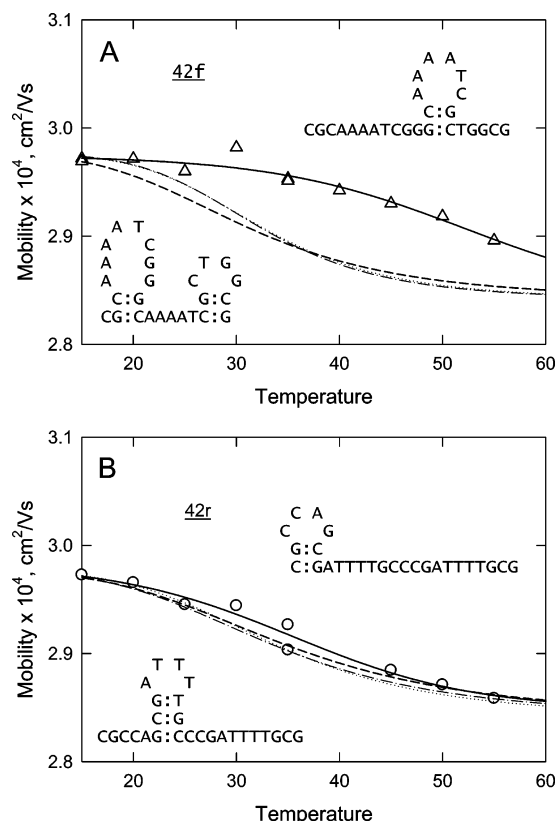 3.1
A
42f
A A
A T
A C
C:G
CGCAAAATCGGG:CTGGCG
3.0
Mobility x 10⁴, cm²/Vs
2.9
A T
A C
A G T G
A G C G
C:G G:C
CG:CAAAATC:G
2.8
20 30 40 50 60
Temperature
3.1
B
42r
C A
C G
G:C
C:GATTTTGCCCGATTTTGCG
3.0
Mobility x 10⁴, cm²/Vs
2.9
T T
A T
G:T
C:G
CGCCAG:CCCGATTTTGCG
2.8
20 30 40 50 60
Temperature